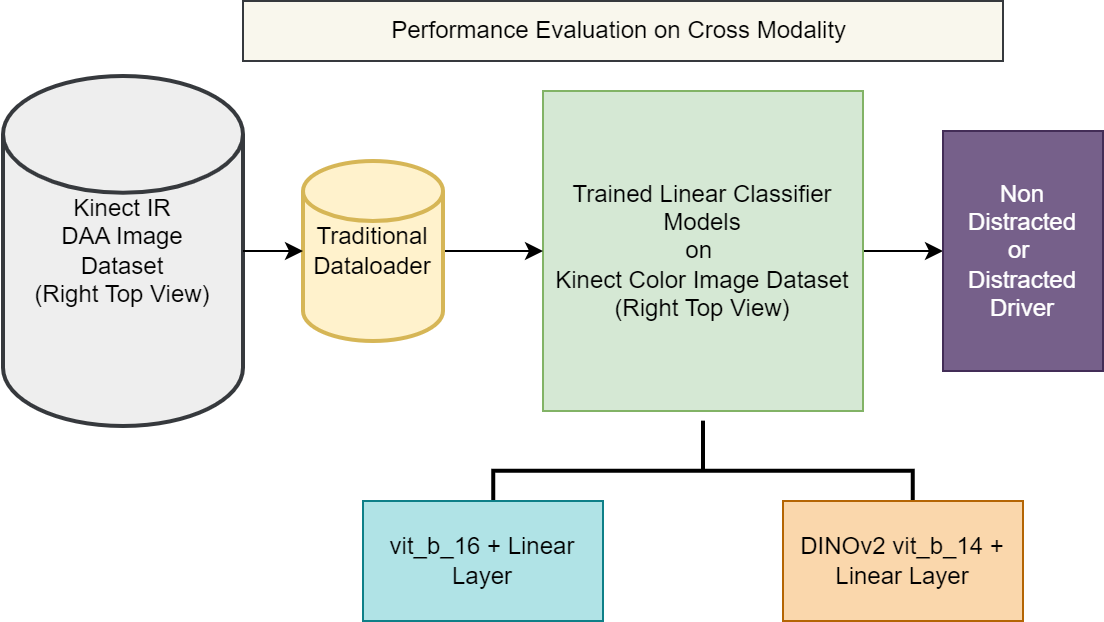 Performance Evaluation on Cross Modality
Kinect IR
DAA Image
Dataset
(Right Top View)
Traditional
Dataloader
Trained Linear Classifier
Models
on
Kinect Color Image Dataset
(Right Top View)
Non
Distracted
or
Distracted
Driver
vit_b_16 + Linear
Layer
DINOv2 vit_b_14 +
Linear Layer